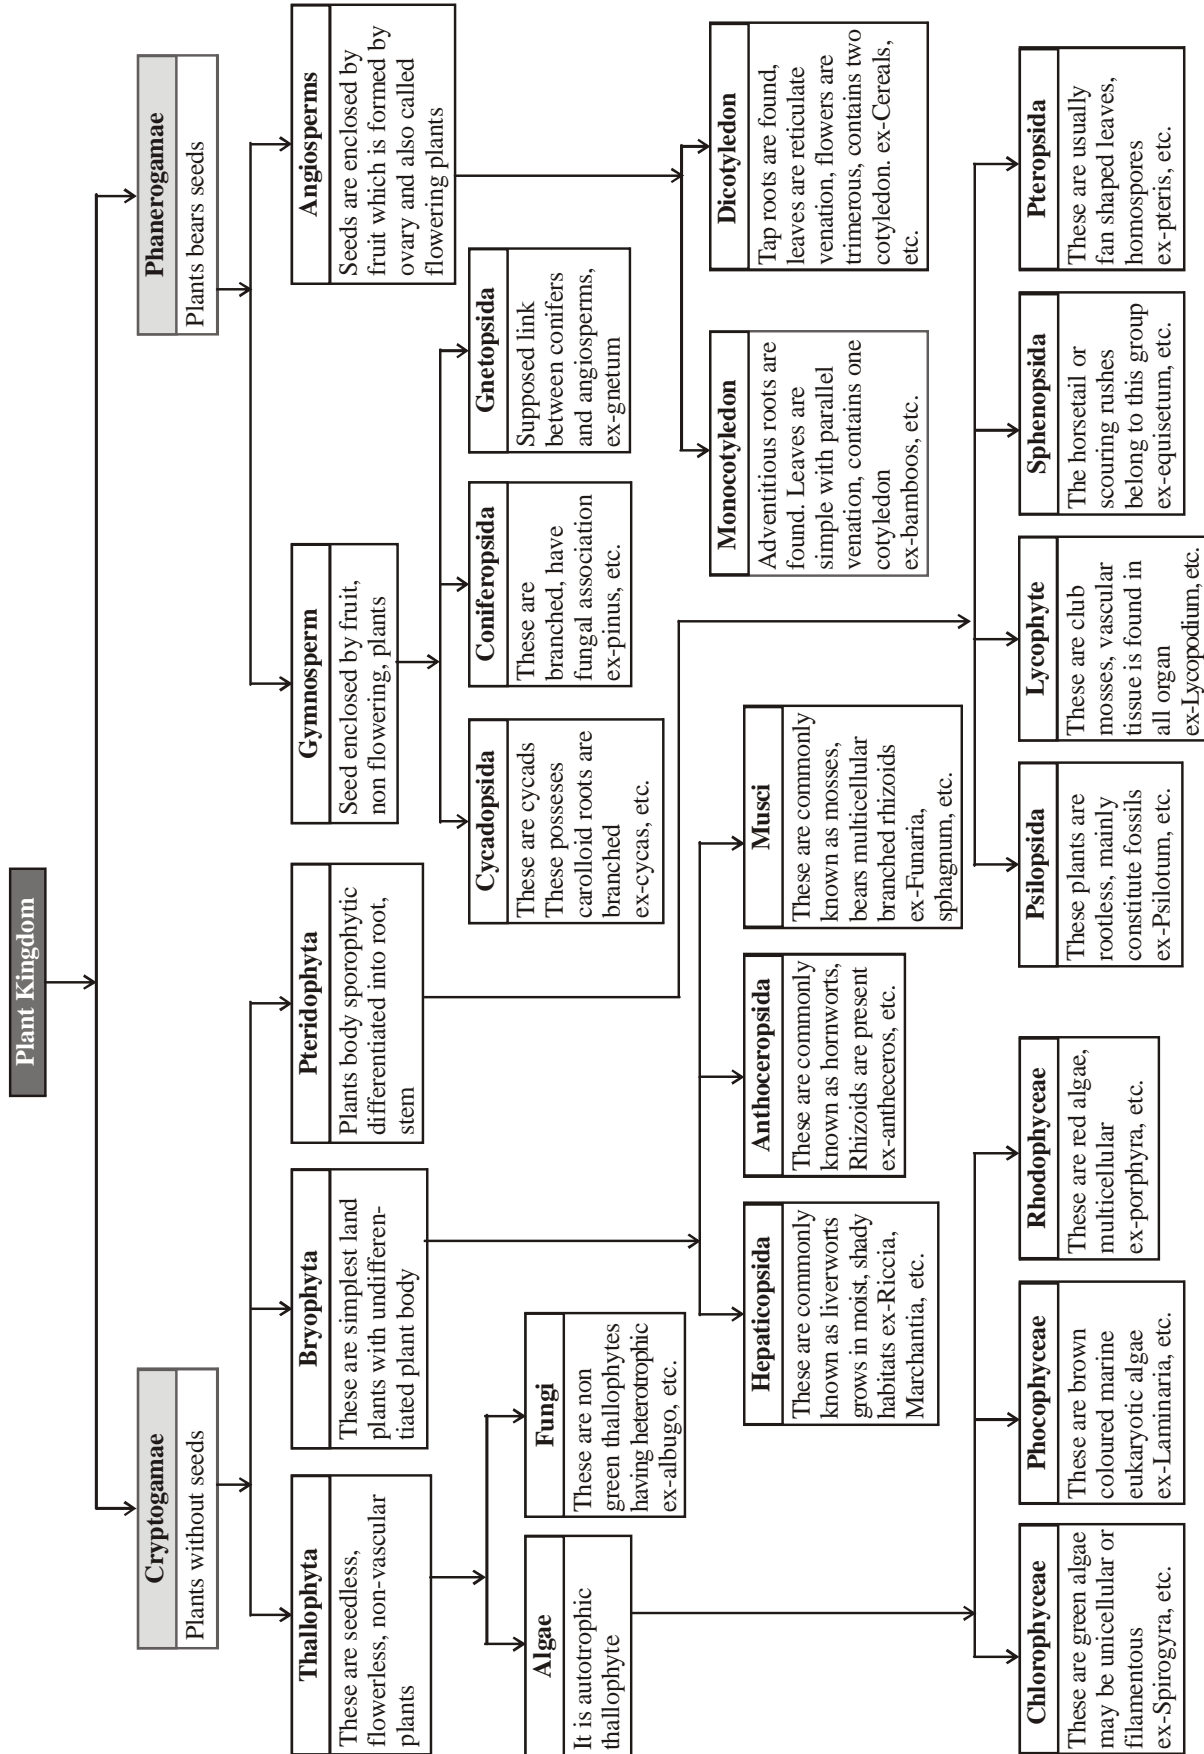 Plant Kingdom
Cryptogamae
Plants without seeds
Phanerogamae
Plants bears seeds
Thallophyta
These are seedless,
flowerless, non-vascular
plants
Bryophyta
These are simplest land
plants with undifferen-
tiated plant body
Pteridophyta
Plants body sporophytic
differentiated into root,
stem
Gymnosperm
Seed enclosed by fruit,
non flowering, plants
Angiosperms
Seeds are enclosed by
fruit which is formed by
ovary and also called
flowering plants
Cycadopsida
These are cycads
These posseses
carolloid roots are
branched
ex-cycas, etc.
Coniferopsida
These are
branched, have
fungal association
ex-pinus, etc.
Gnetopsida
Supposed link
between conifers
and angiosperms,
ex-gnetum
Algae
It is autotrophic
thallophyte
Fungi
These are non
green thallophytes
having heterotrophic
ex-albugo, etc.
Monocotyledon
Adventitious roots are
found. Leaves are
simple with parallel
venation, contains one
cotyledon
ex-bamboos, etc.
Dicotyledon
Tap roots are found,
leaves are reticulate
venation, flowers are
trimerous, contains two
cotyledon. ex-Cereals,
etc.
Hepaticopsida
These are commonly
known as liverworts
grows in moist, shady
habitats ex-Riccia,
Marchantia, etc.
Anthoceropsida
These are commonly
known as hornworts,
Rhizoids are present
ex-antheceros, etc.
Musci
These are commonly
known as mosses,
bears multicellular
branched rhizoids
ex-Funaria,
sphagnum, etc.
Chlorophyceae
These are green algae
may be unicellular or
filamentous
ex-Spirogyra, etc.
Phocophyceae
These are brown
coloured marine
eukaryotic algae
ex-Laminaria, etc.
Rhodophyceae
These are red algae,
multicellular
ex-porphyra, etc.
Psilopsida
These plants are
rootless, mainly
constitute fossils
ex-Psilotum, etc.
Lycophyte
These are club
mosses, vascular
tissue is found in
all organ
ex-Lycopodium, etc.
Sphenopsida
The horsetail or
scouring rushes
belong to this group
ex-equisetum, etc.
Pteropsida
These are usually
fan shaped leaves,
homospores
ex-pteris, etc.